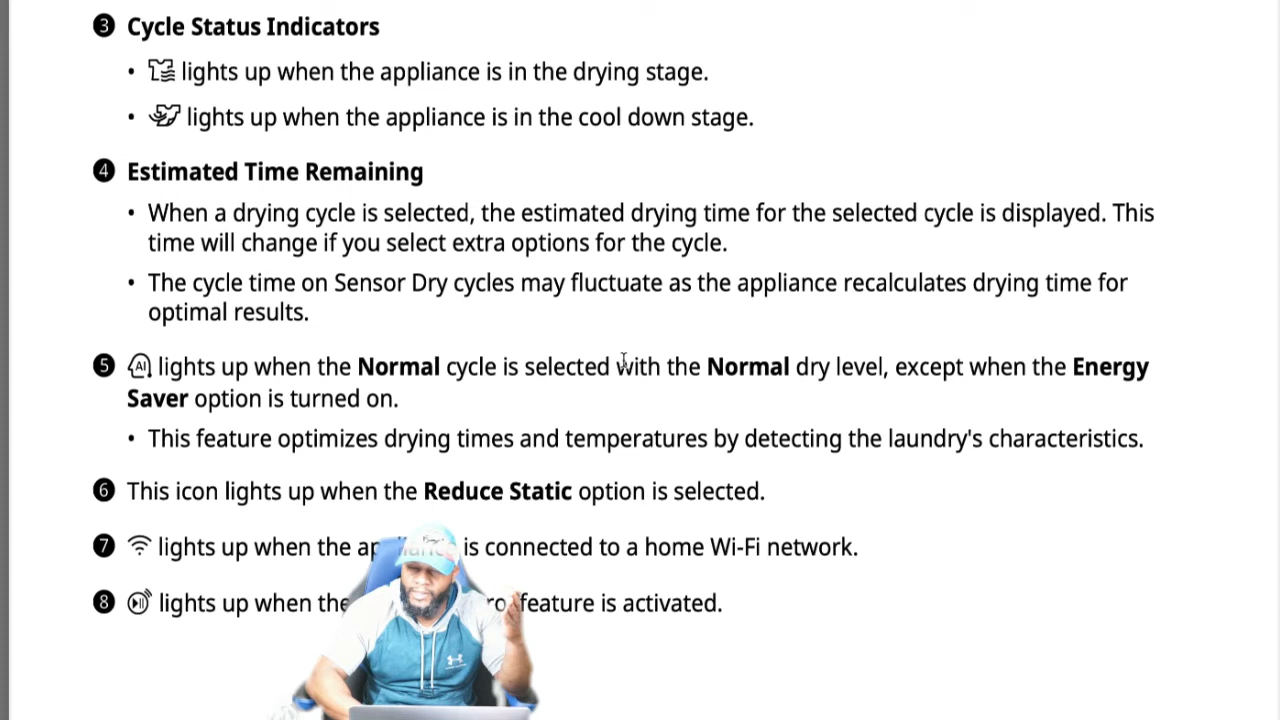 3 Cycle Status Indicators
• lights up when the appliance is in the drying stage.
• lights up when the appliance is in the cool down stage.
4 Estimated Time Remaining
• When a drying cycle is selected, the estimated drying time for the selected cycle is displayed. This
time will change if you select extra options for the cycle.
• The cycle time on Sensor Dry cycles may fluctuate as the appliance recalculates drying time for
optimal results.
5 AI lights up when the Normal cycle is selected with the Normal dry level, except when the Energy
Saver option is turned on.
• This feature optimizes drying times and temperatures by detecting the laundry's characteristics.
6 This icon lights up when the Reduce Static option is selected.
7 lights up when the is connected to a home Wi-Fi network.
8 lights up when the feature is activated.